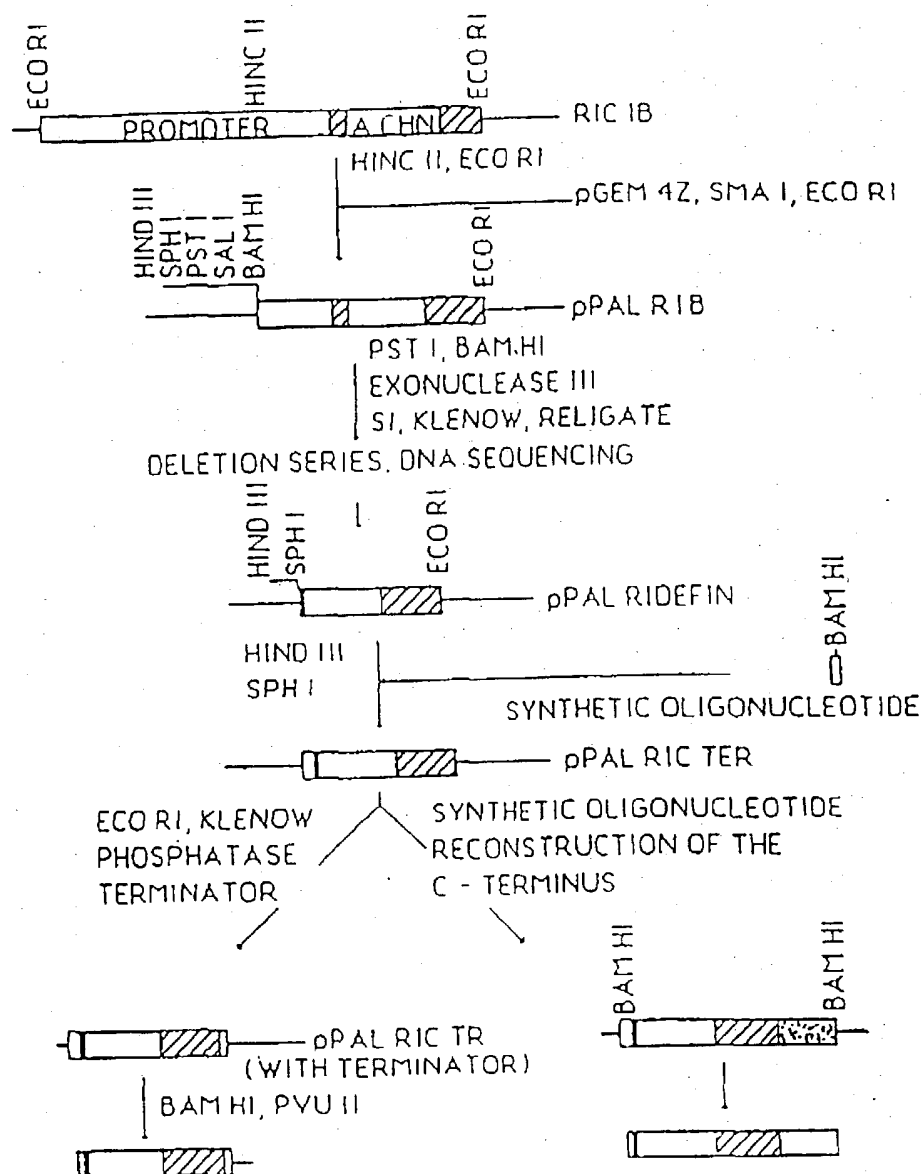 ECO RI
HINC II
ECO RI
PROMOTER
A CHN
RIC IB
HINC II, ECO RI
pGEM 4Z, SMA I, ECO RI
HIND III
SPH I
PST I
SAL I
BAM HI
ECO RI
pPAL RIB
PST I, BAM.HI
EXONUCLEASE III
SI, KLENOW, RELIGATE
DELETION SERIES, DNA SEQUENCING
HIND III
SPH I
ECO RI
BAM HI
pPAL RIDEFIN
HIND III
SPH I
SYNTHETIC OLIGONUCLEOTIDE
pPAL RIC TER
ECO RI, KLENOW
PHOSPHATASE
TERMINATOR
SYNTHETIC OLIGONUCLEOTIDE
RECONSTRUCTION OF THE
C - TERMINUS
BAM HI
BAM HI
pPAL RIC TR
(WITH TERMINATOR)
BAM HI, PVU II